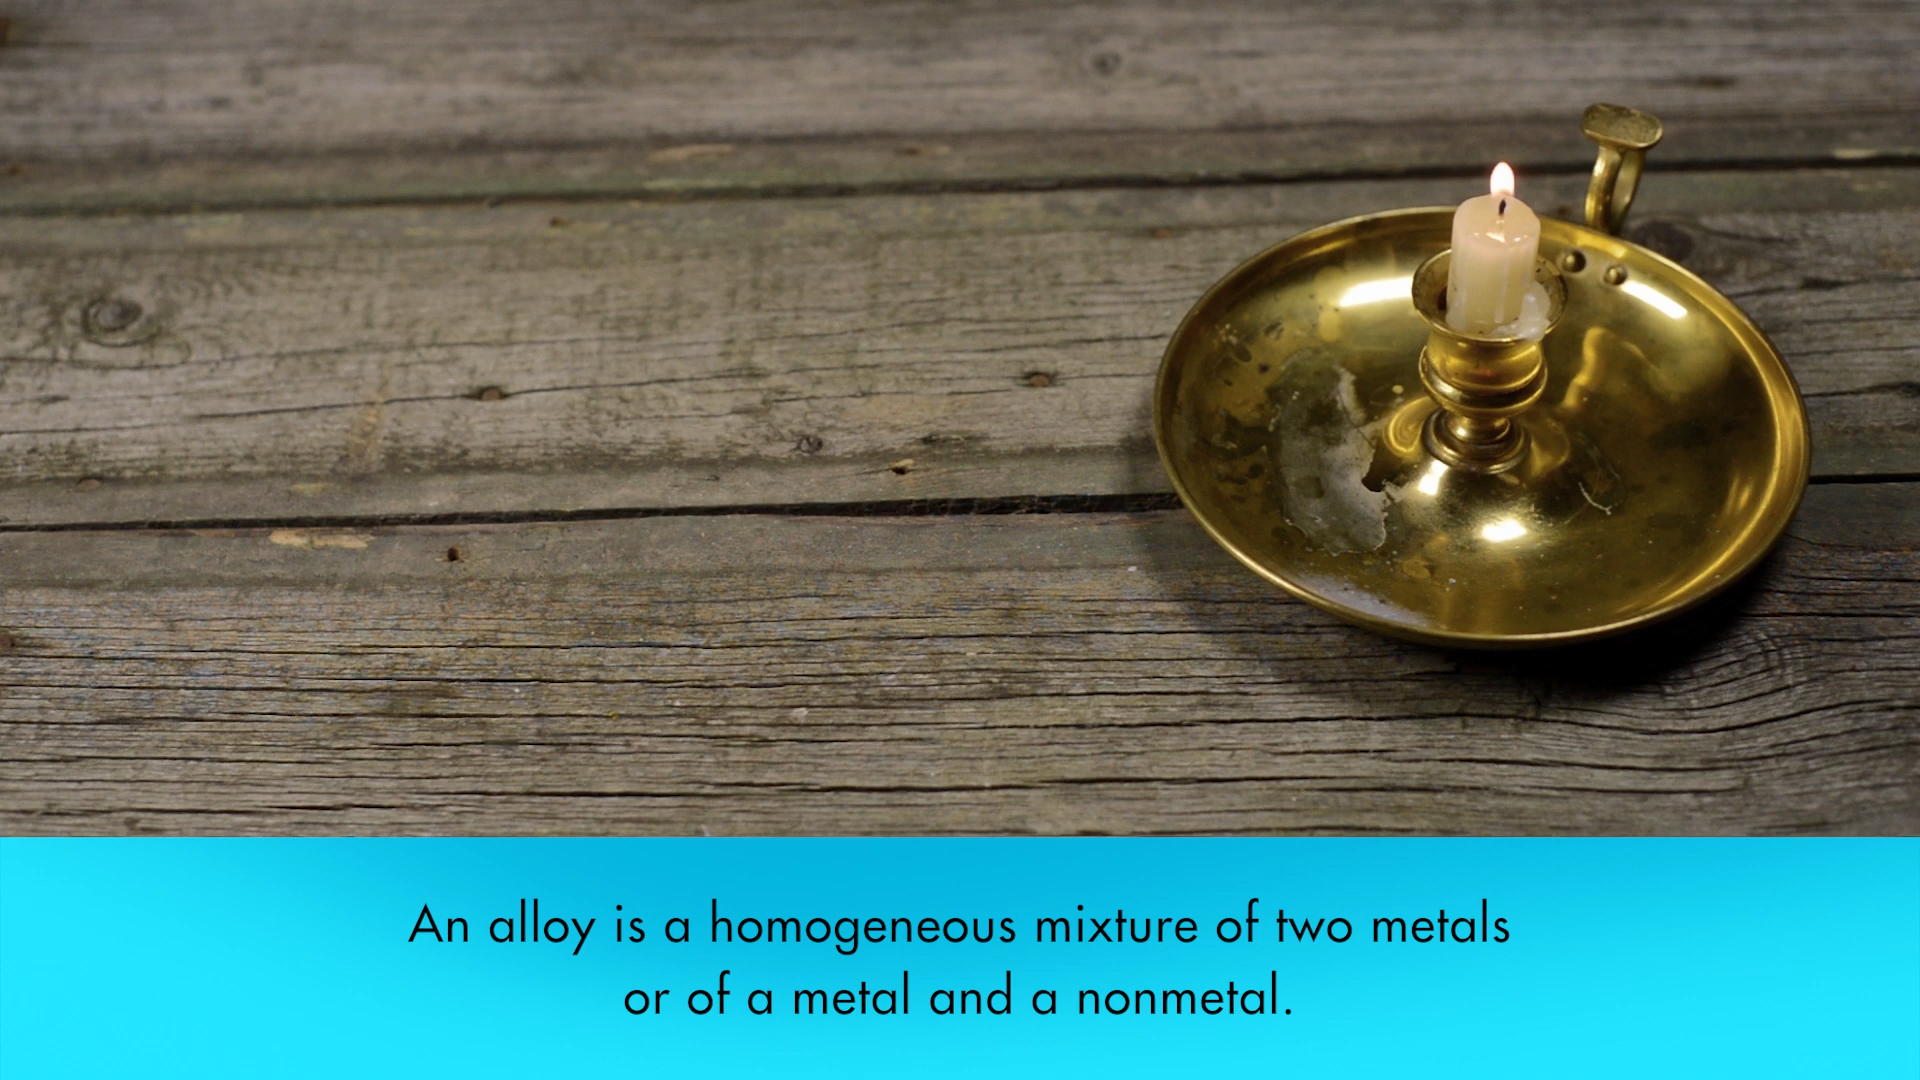 An alloy is a homogeneous mixture of two metals
or of a metal and a nonmetal.